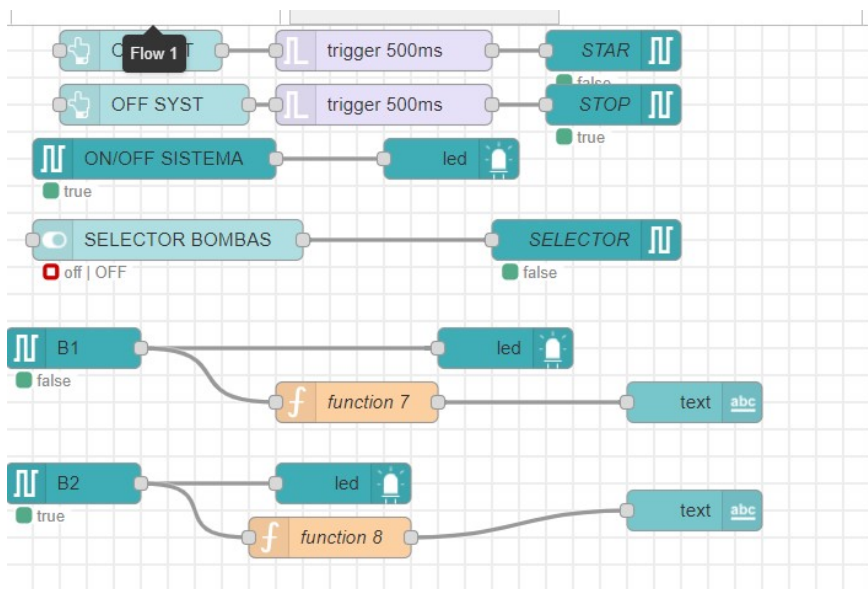 Flow 1
trigger 500ms
STAR
false
OFF SYST
trigger 500ms
STOP
true
ON/OFF SISTEMA
led
true
SELECTOR BOMBAS
SELECTOR
off | OFF
false
B1
led
false
function 7
text
abc
B2
led
true
text
abc
function 8